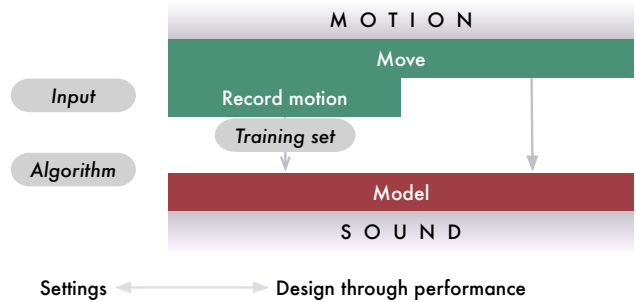 MOTION
Move
Input
Record motion
Training set
Algorithm
Model
SOUND
Settings Design through performance